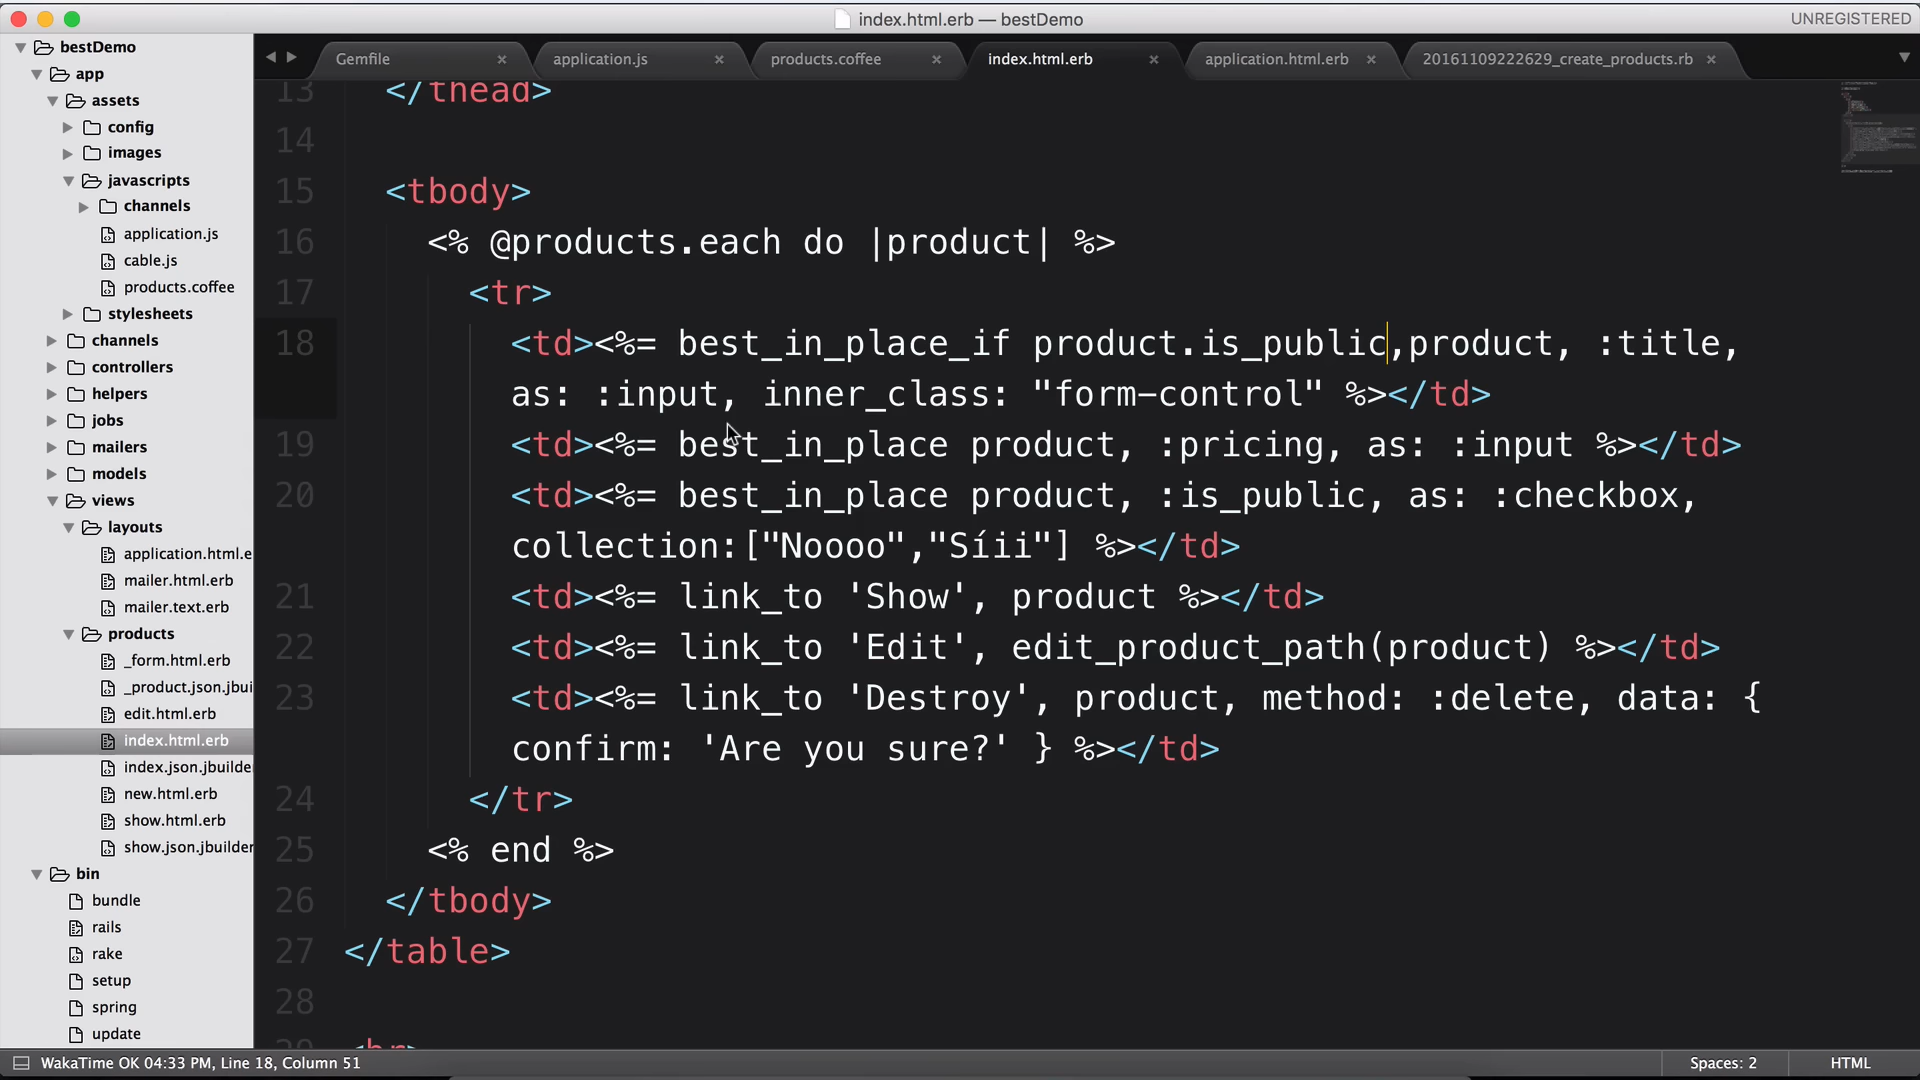 index.html.erb — bestDemo
UNREGISTERED
bestDemo
app
assets
config
images
javascripts
channels
application.js
cable.js
products.coffee
stylesheets
channels
controllers
helpers
jobs
mailers
models
views
layouts
application.html.e
mailer.html.erb
mailer.text.erb
products
_form.html.erb
_product.json.jbui
edit.html.erb
index.html.erb
index.json.jbuilde
new.html.erb
show.html.erb
show.json.jbuilder
bin
bundle
rails
rake
setup
spring
update
Gemfile
application.js
products.coffee
index.html.erb
application.html.erb
20161109222629_create_products.rb
13 </thead>
14
15 <tbody>
16 <% @products.each do |product| %>
17 <tr>
18 <td><%= best_in_place_if product.is_public,product, :title,
as: :input, inner_class: "form-control" %></td>
19 <td><%= best_in_place product, :pricing, as: :input %></td>
20 <td><%= best_in_place product, :is_public, as: :checkbox,
collection:["Noooo","Síii"] %></td>
21 <td><%= link_to 'Show', product %></td>
22 <td><%= link_to 'Edit', edit_product_path(product) %></td>
23 <td><%= link_to 'Destroy', product, method: :delete, data: {
confirm: 'Are you sure?' } %></td>
24 </tr>
25 <% end %>
26 </tbody>
27 </table>
28
29 <br>
WakaTime OK 04:33 PM, Line 18, Column 51
Spaces: 2
HTML